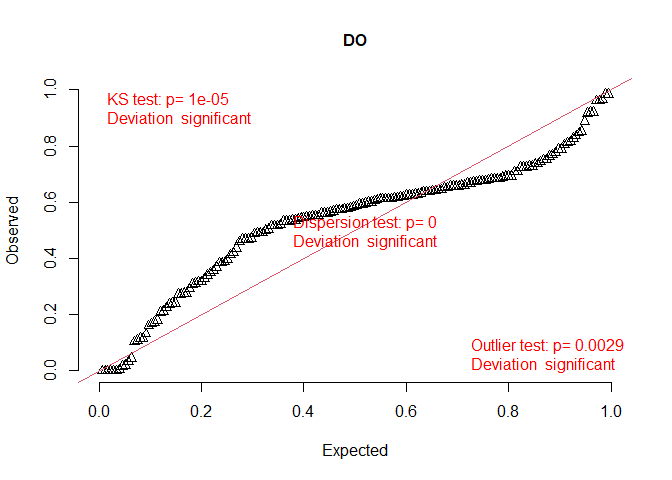 DO
KS test: p= 1e-05
Deviation significant
Dispersion test: p= 0
Deviation significant
Outlier test: p= 0.0029
Deviation significant
Observed
1.0
0.8
0.6
0.4
0.2
0.0
0.0 0.2 0.4 0.6 0.8 1.0
Expected